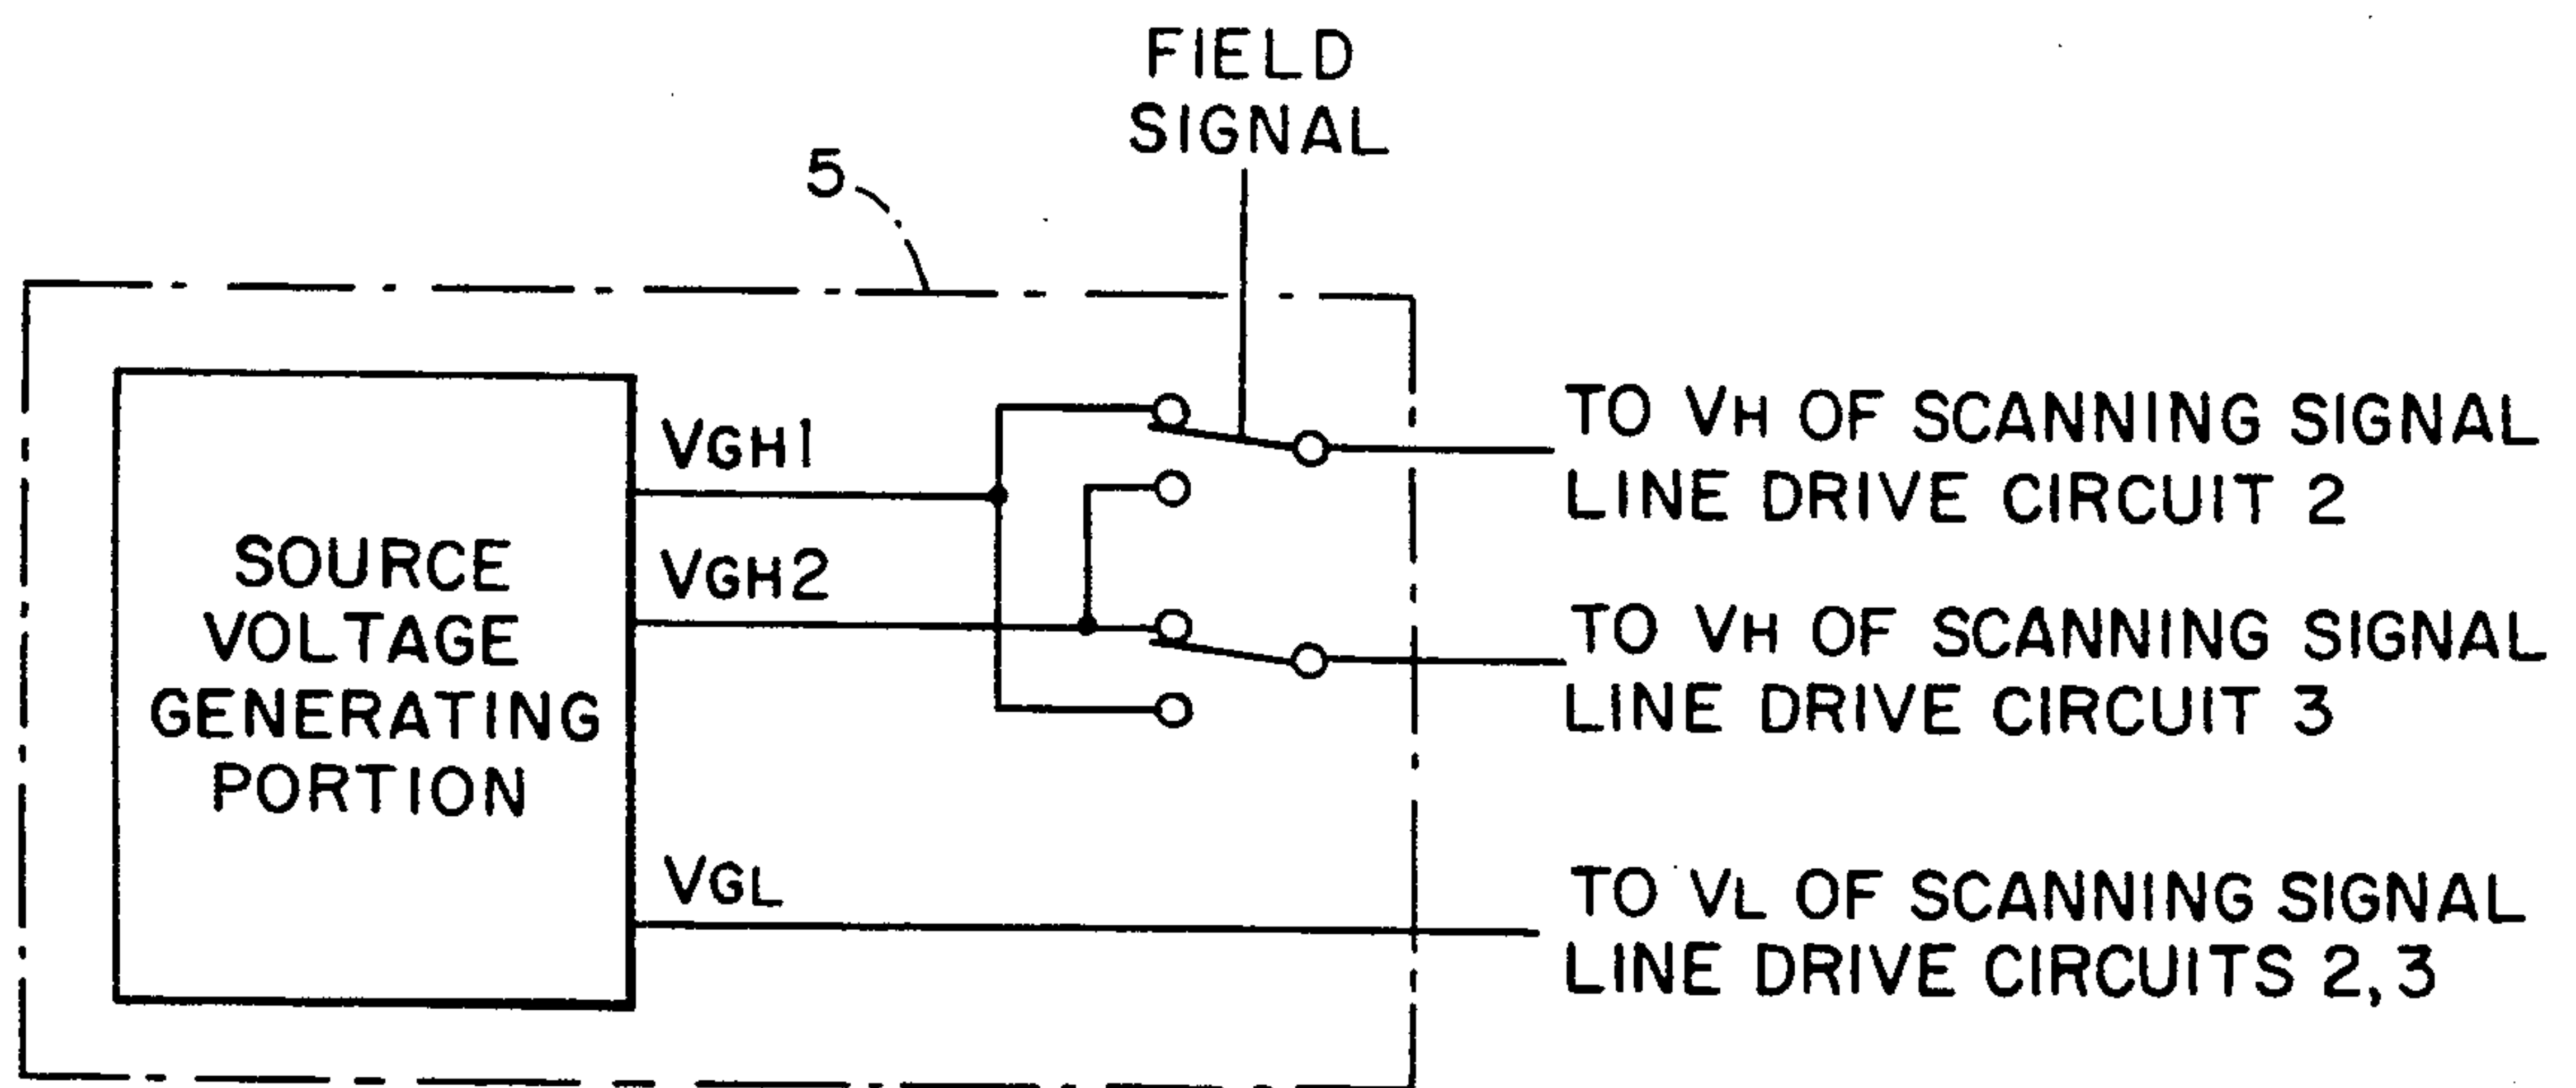 FIELD
SIGNAL
5
VGH1
VGH2
VGL
SOURCE
VOLTAGE
GENERATING
PORTION
TO VH OF SCANNING SIGNAL
LINE DRIVE CIRCUIT 2
TO VH OF SCANNING SIGNAL
LINE DRIVE CIRCUIT 3
TO VL OF SCANNING SIGNAL
LINE DRIVE CIRCUITS 2,3